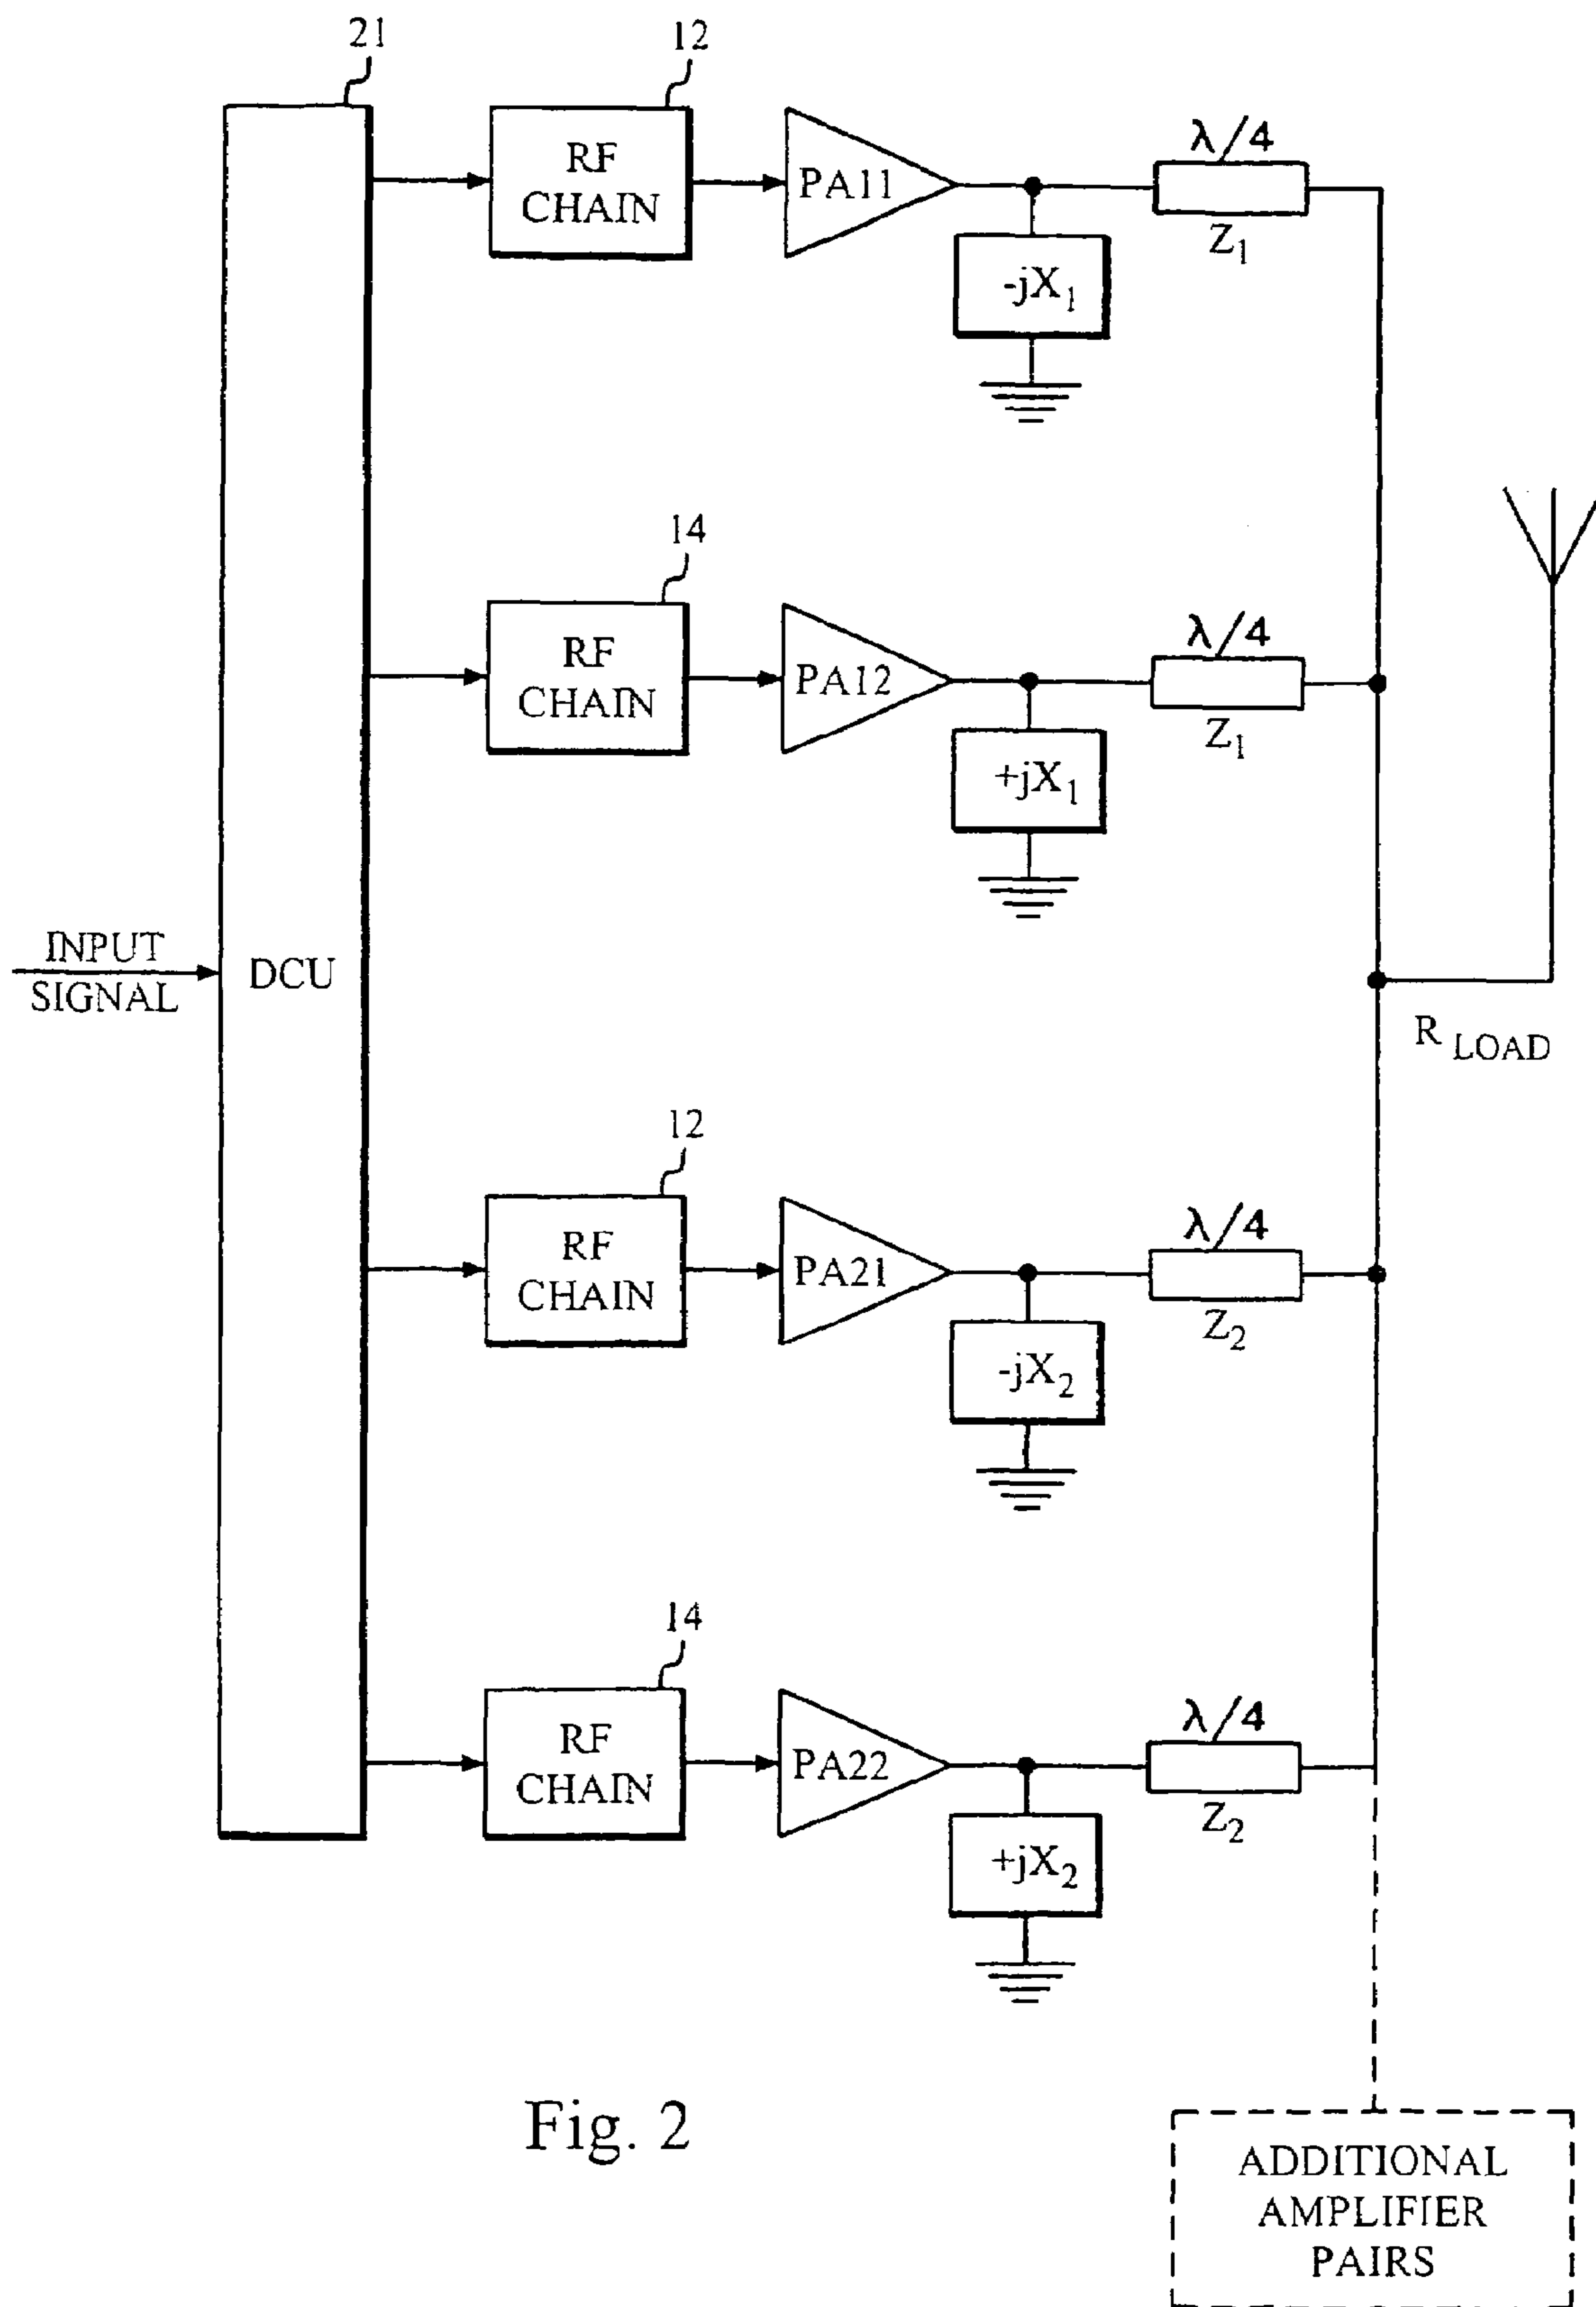 21
12
RF
CHAIN
PA11
λ/4
Z1
-jX1
14
RF
CHAIN
PA12
λ/4
Z1
+jX1
INPUT
SIGNAL
DCU
R LOAD
12
RF
CHAIN
PA21
λ/4
Z2
-jX2
14
RF
CHAIN
PA22
λ/4
Z2
+jX2
Fig. 2
ADDITIONAL
AMPLIFIER
PAIRS